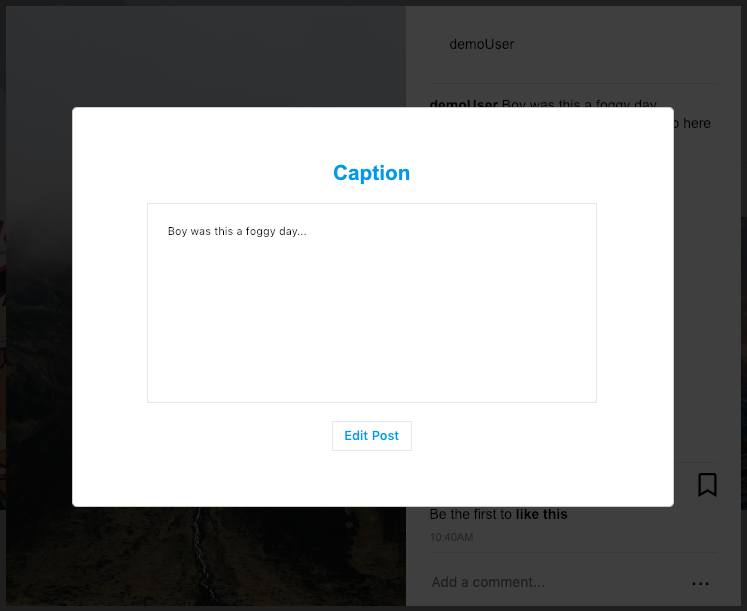 demoUser
demoUser Boy was this a foggy day
here
Caption
Boy was this a foggy day...
Edit Post
Be the first to like this
10:40AM
Add a comment...